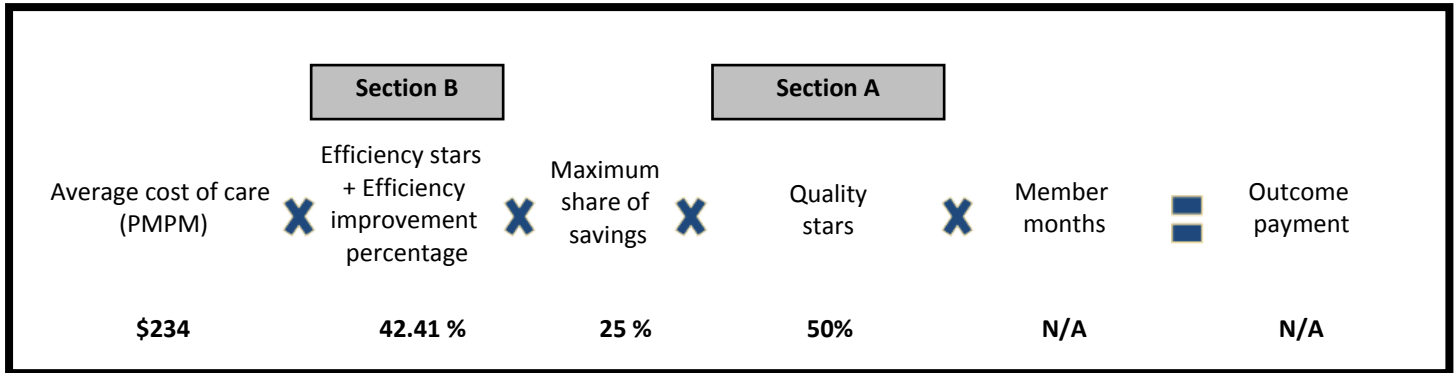 Section B
Section A
Average cost of care
(PMPM)
Efficiency stars
+ Efficiency
improvement
percentage
Maximum
share of
savings
Quality
stars
Member
months
Outcome
payment
$234
42.41 %
25 %
50%
N/A
N/A